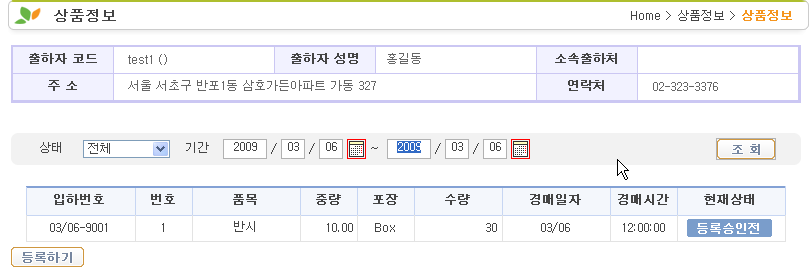 상품정보 Home > 상품정보 > 상품정보
출하자 코드 test1 () 출하자 성명 홍길동 소속출하처
주 소 서울 서초구 반포1동 삼호가든아파트 가동 327 연락처 02-323-3376
상태 전체 기간 2009 / 03 / 06 ~ 2009 / 03 / 06 조 회
입하번호 번호 품목 중량 포장 수량 경매일자 경매시간 현재상태
03/06-9001 1 반시 10.00 Box 30 03/06 12:00:00 등록승인전
등록하기